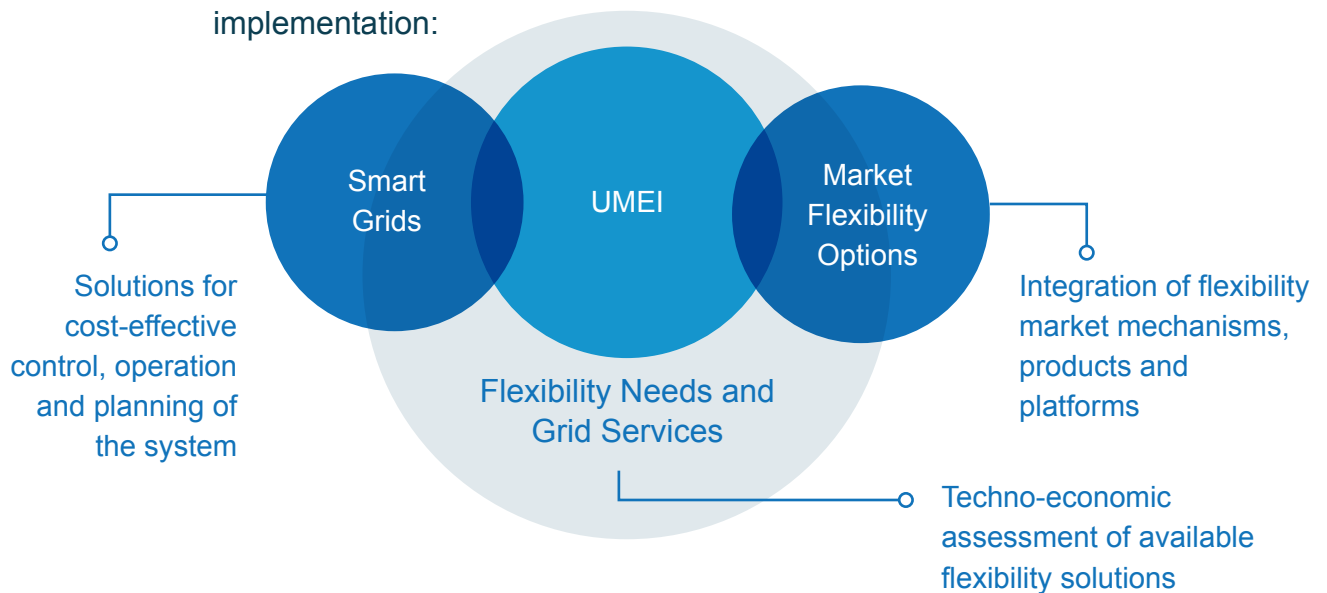 implementation:
Smart
Grids
UMEI
Market
Flexibility
Options
Solutions for
cost-effective
control, operation
and planning of
the system
Integration of flexibility
market mechanisms,
products and
platforms
Flexibility Needs and
Grid Services
Techno-economic
assessment of available
flexibility solutions